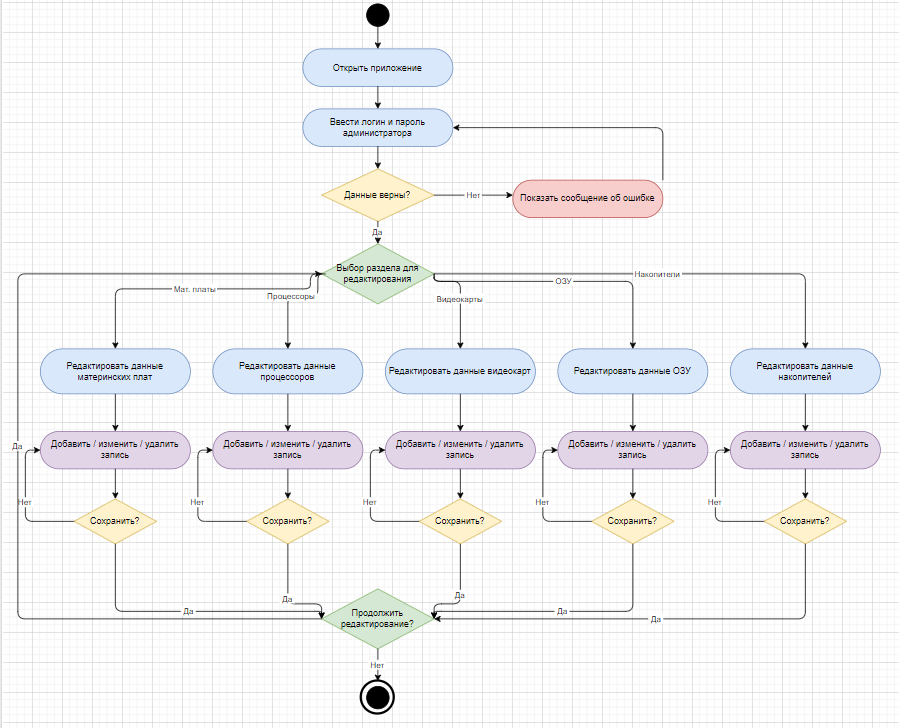 Открыть приложение
Ввести логин и пароль
администратора
Данные верны?
Нет
Показать сообщение об ошибке
Да
Выбор раздела для
редактирования
Накопители
ОЗУ
Мат. платы
Процессоры
Видеокарты
Редактировать данные
материнских плат
Редактировать данные
процессоров
Редактировать данные видеокарт
Редактировать данные ОЗУ
Редактировать данные
накопителей
Да
Добавить / изменить / удалить
запись
Добавить / изменить / удалить
запись
Добавить / изменить / удалить
запись
Добавить / изменить / удалить
запись
Добавить / изменить / удалить
запись
Нет
Нет
Нет
Нет
Нет
Сохранить?
Сохранить?
Сохранить?
Сохранить?
Сохранить?
Да
Да
Да
Да
Да
Продолжить
редактирование?
Нет